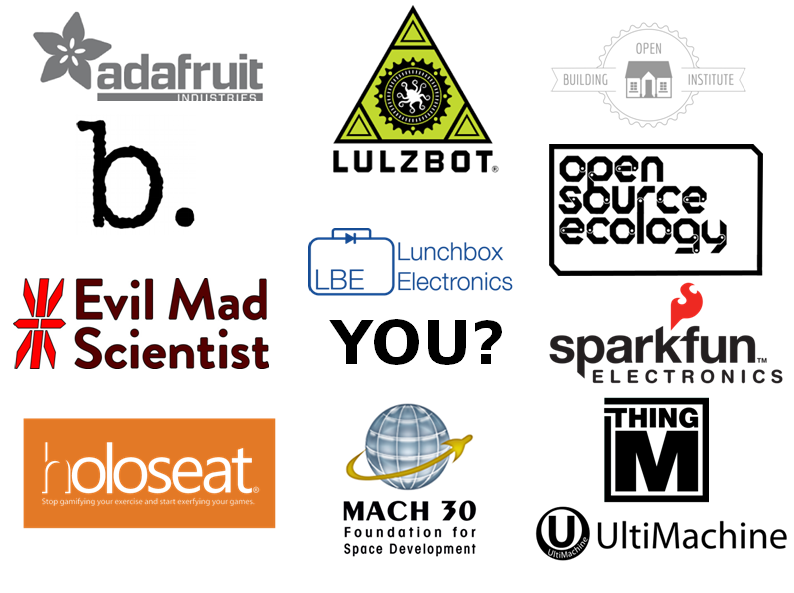 adafruit
INDUSTRIES
LULZBOT®
OPEN
BUILDING INSTITUTE
b.
open
source
ecology
LBE
Lunchbox
Electronics
Evil Mad
Scientist
YOU?
sparkfun™
ELECTRONICS
holoseat®
Stop gamifying your exercise and start exerfying your games.
MACH 30
Foundation for
Space Development
THING
M
U
UltiMachine
UltiMachine